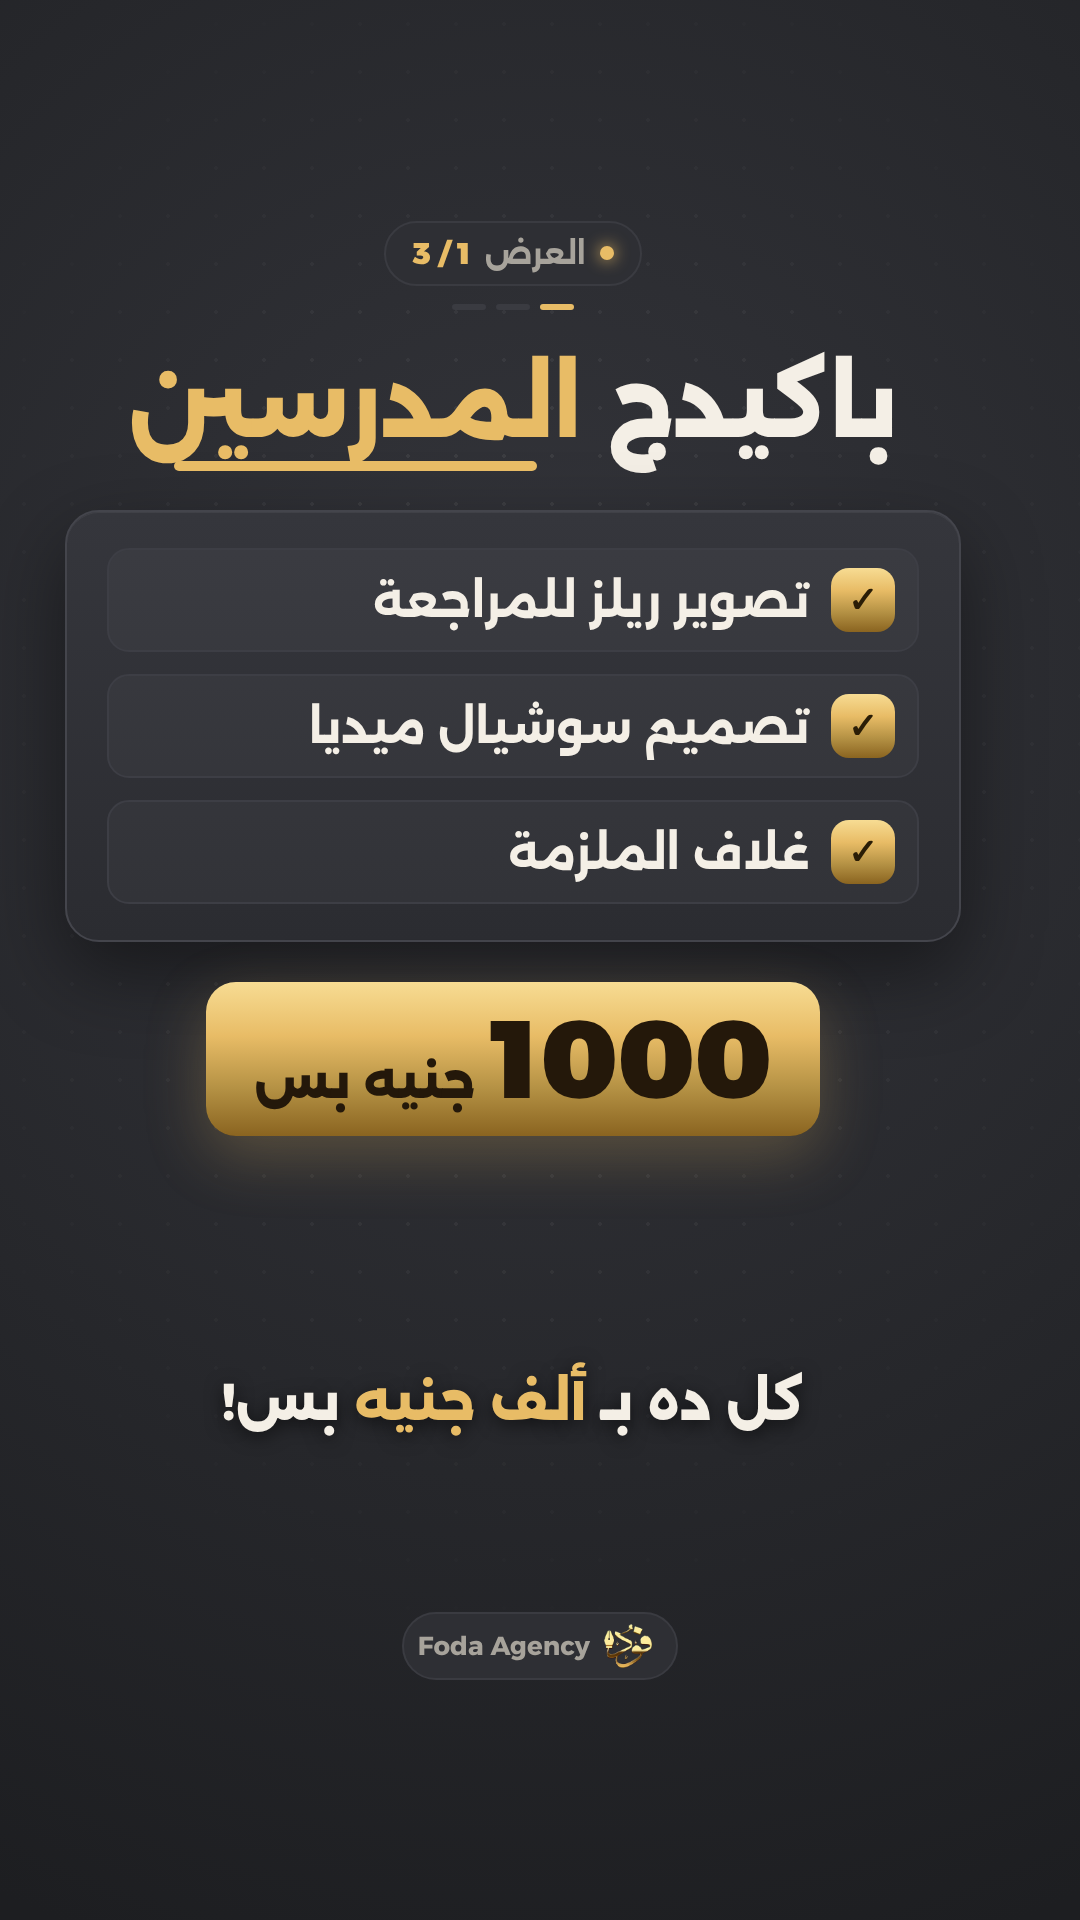 العرض 3/1
باكيدج المدرسين
✓ تصوير ريلز للمراجعة
✓ تصميم سوشيال ميديا
✓ غلاف الملزمة
1000 جنيه بس
كل ده بـ ألف جنيه بس!
فودة Foda Agency